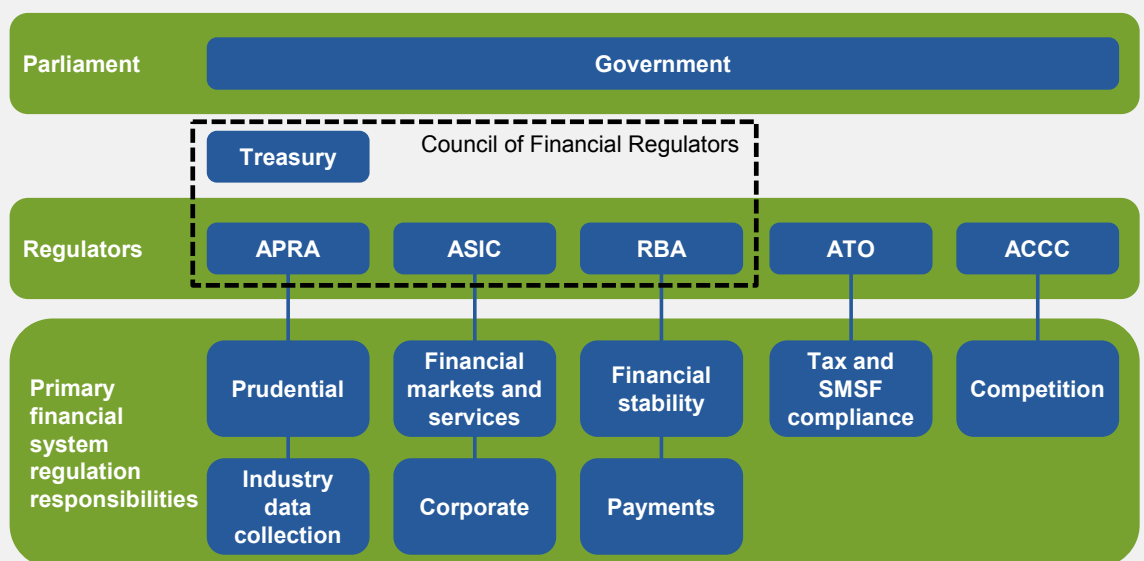 Parliament
Government
Council of Financial Regulators
Treasury
Regulators
APRA
ASIC
RBA
ATO
ACCC
Primary
financial
system
regulation
responsibilities
Prudential
Financial
markets and
services
Financial
stability
Tax and
SMSF
compliance
Competition
Industry
data
collection
Corporate
Payments